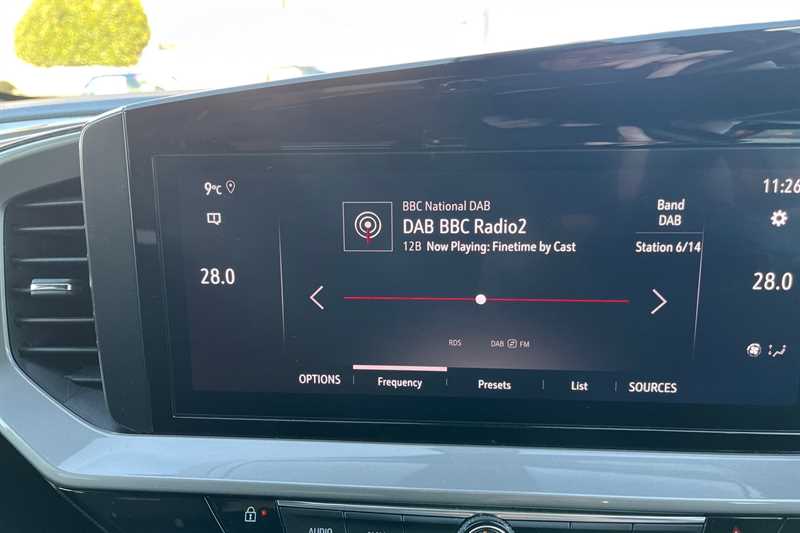 9°C
11:26
BBC National DAB
DAB BBC Radio2
12B Now Playing: Finetime by Cast
Band
DAB
Station 6/14
28.0
28.0
RDS
DAB FM
OPTIONS
Frequency
Presets
List
SOURCES
AUDIO